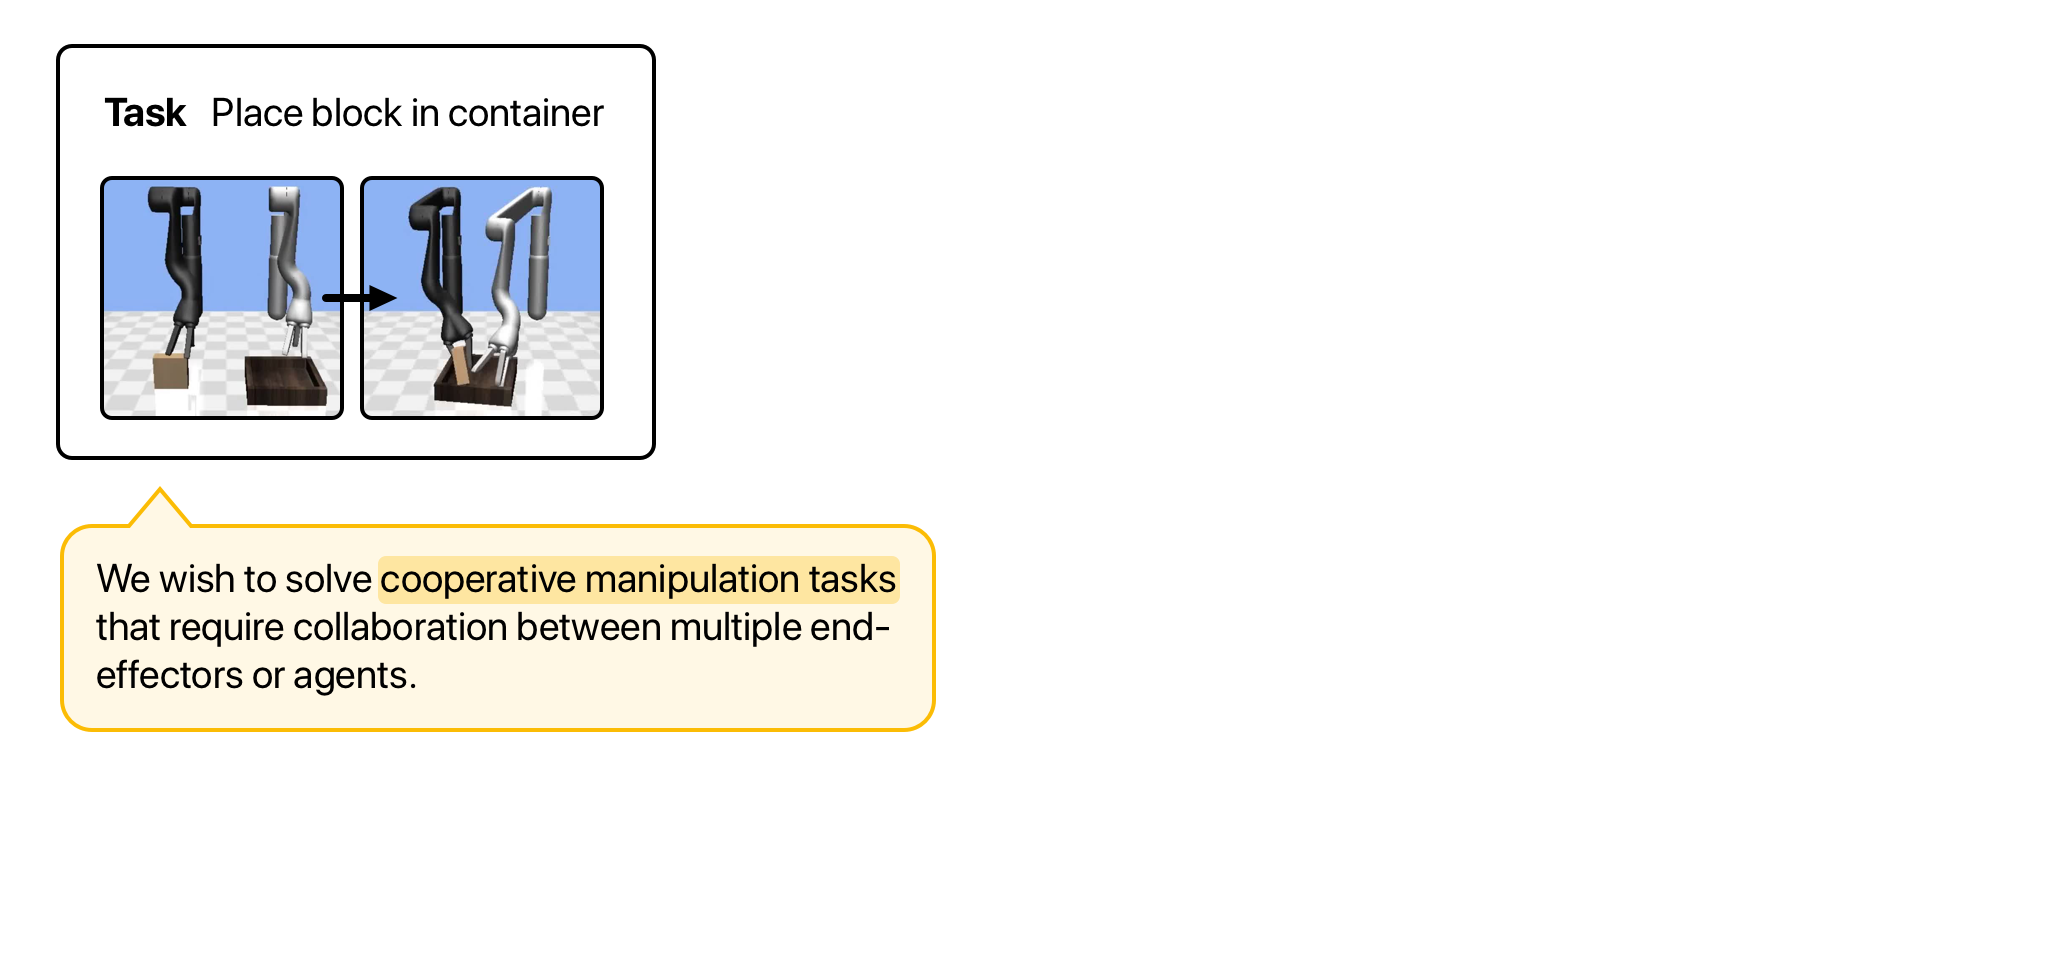 Task Place block in container
We wish to solve cooperative manipulation tasks
that require collaboration between multiple end-
effectors or agents.